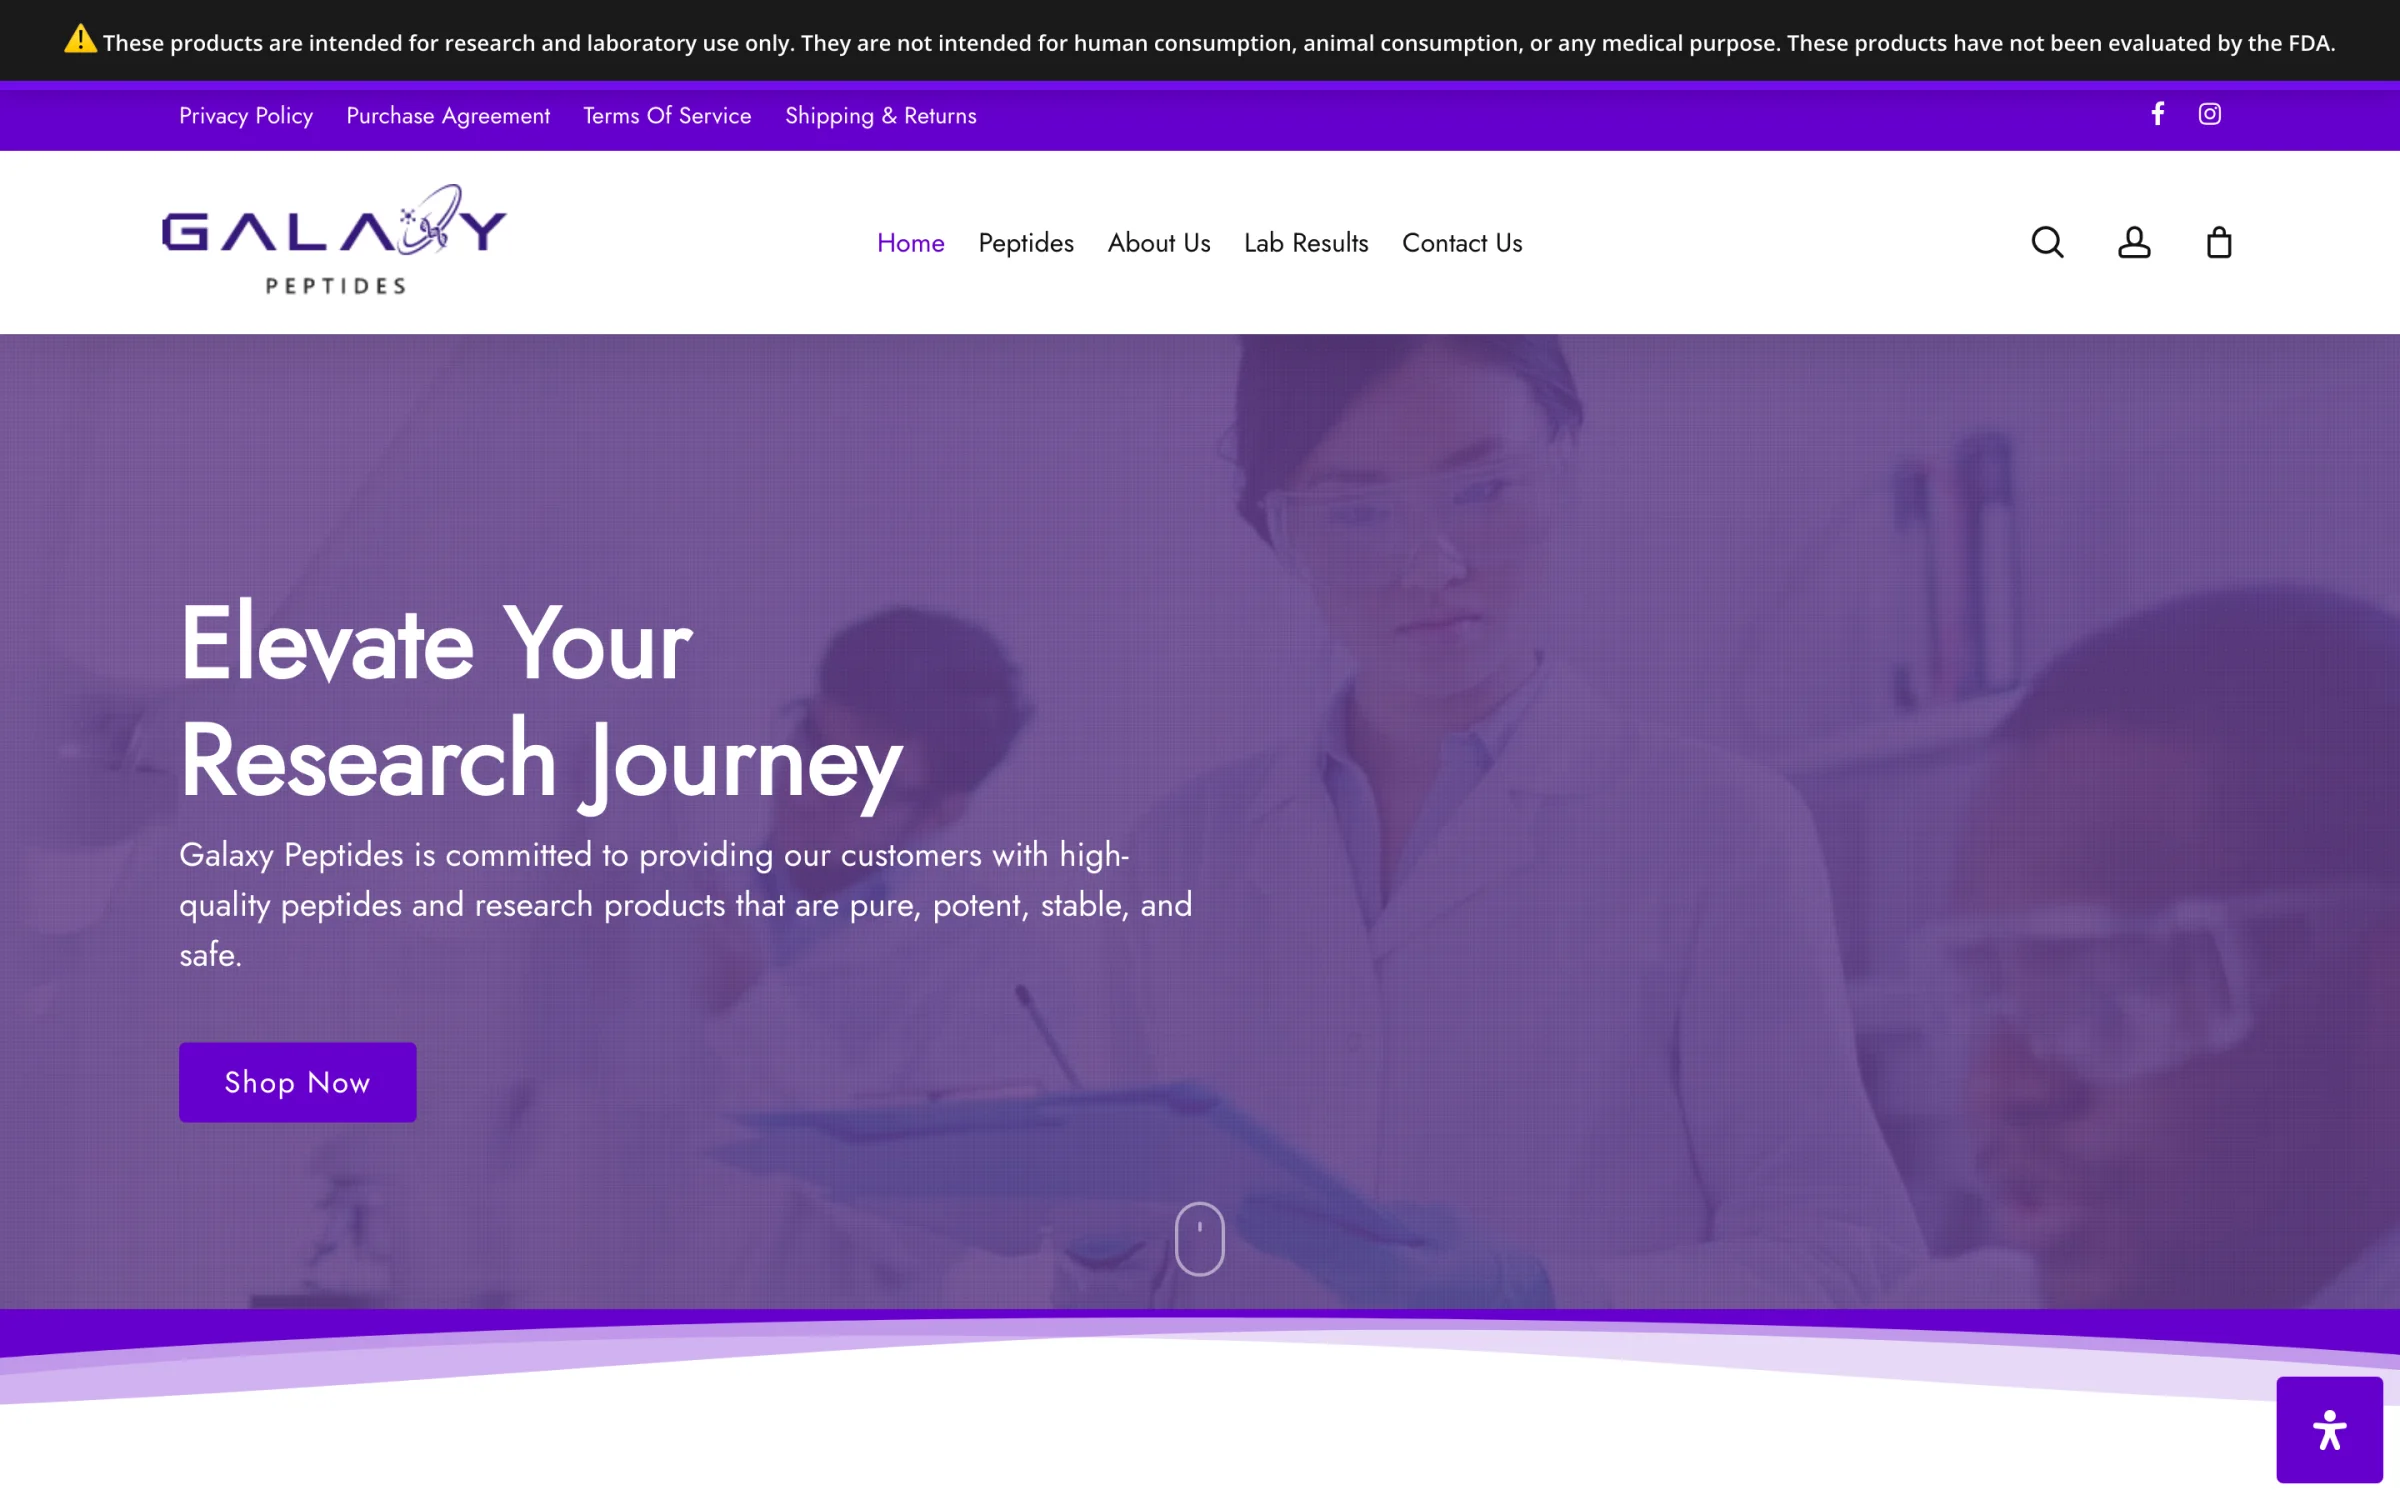 ⚠️ These products are intended for research and laboratory use only. They are not intended for human consumption, animal consumption, or any medical purpose. These products have not been evaluated by the FDA.
Privacy Policy Purchase Agreement Terms Of Service Shipping & Returns
GALAXY
PEPTIDES
Home Peptides About Us Lab Results Contact Us
Elevate Your
Research Journey
Galaxy Peptides is committed to providing our customers with high-
quality peptides and research products that are pure, potent, stable, and
safe.
Shop Now